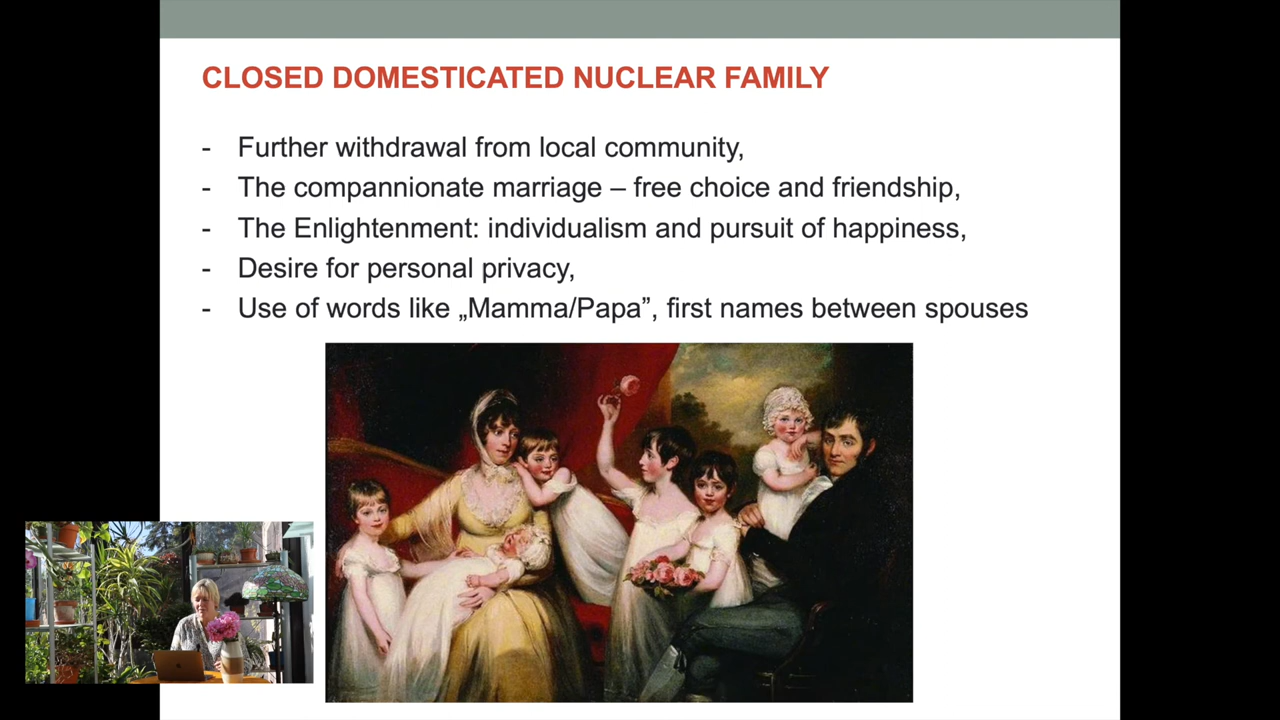 CLOSED DOMESTICATED NUCLEAR FAMILY
- Further withdrawal from local community,
- The compannionate marriage – free choice and friendship,
- The Enlightenment: individualism and pursuit of happiness,
- Desire for personal privacy,
- Use of words like „Mamma/Papa”, first names between spouses